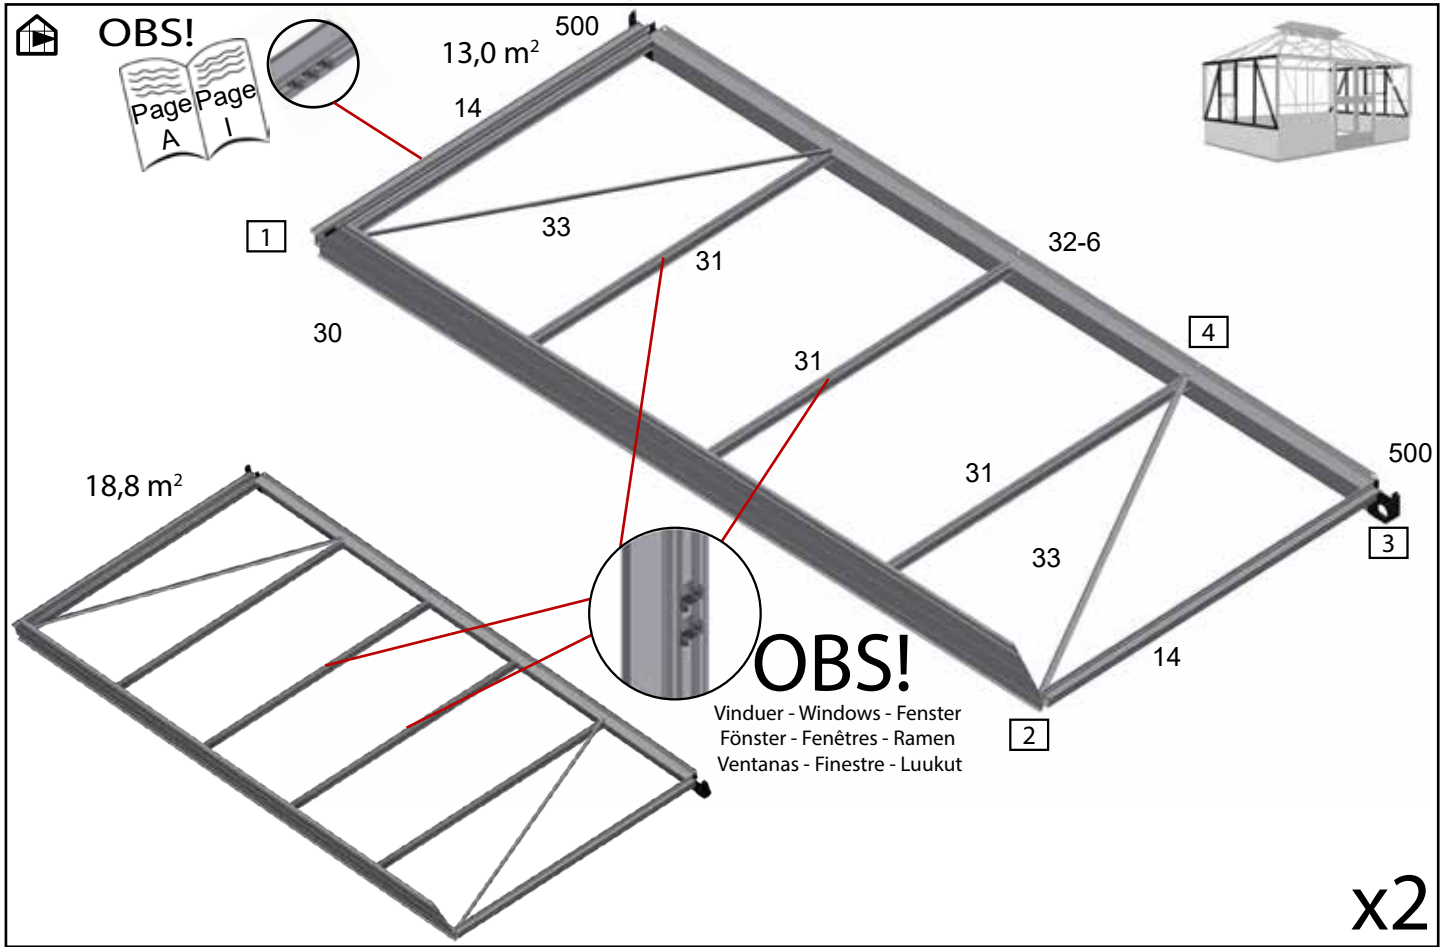 OBS!
Page A
Page I
500
13,0 m²
14
1
33
31
32-6
30
4
31
31
500
18,8 m²
33
3
14
OBS!
Vinduer - Windows - Fenster
Fönster - Fenêtres - Ramen
Ventanas - Finestre - Luukut
2
x2